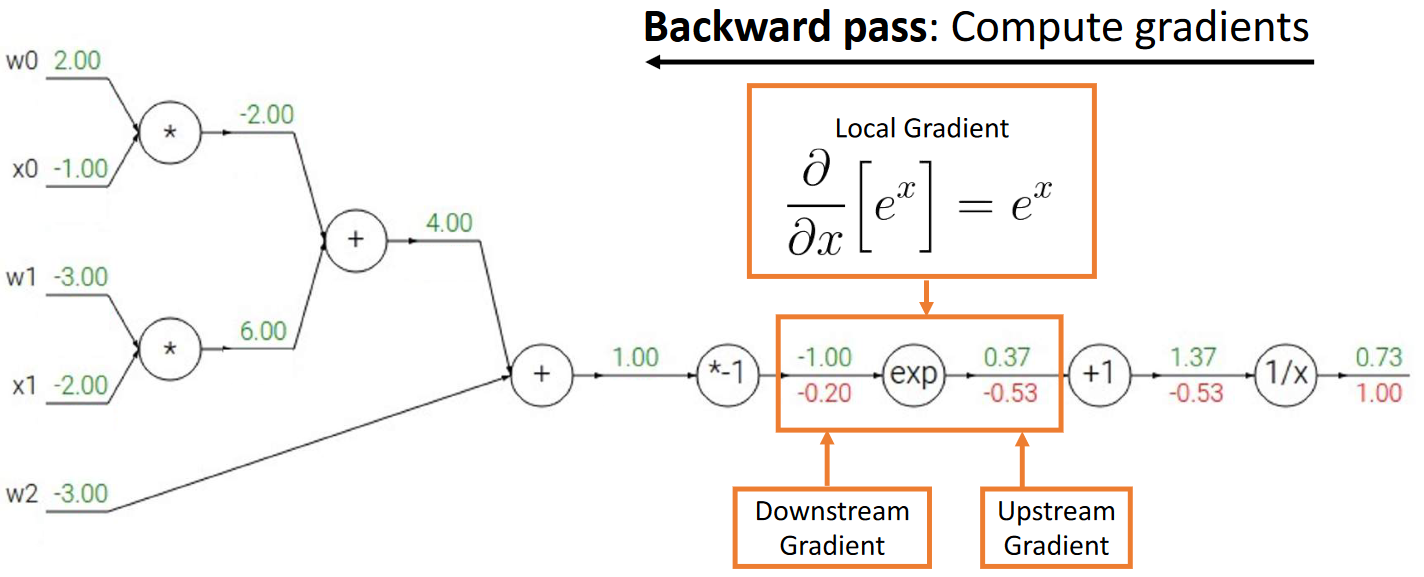 Backward pass: Compute gradients
w0 2.00
-2.00
*
x0 -1.00
Local Gradient
∂/∂x [e^x] = e^x
4.00
+
w1 -3.00
6.00
*
x1 -2.00
+
1.00
*-1
-1.00
-0.20
exp
0.37
-0.53
+1
1.37
-0.53
1/x
0.73
1.00
w2 -3.00
Downstream
Gradient
Upstream
Gradient